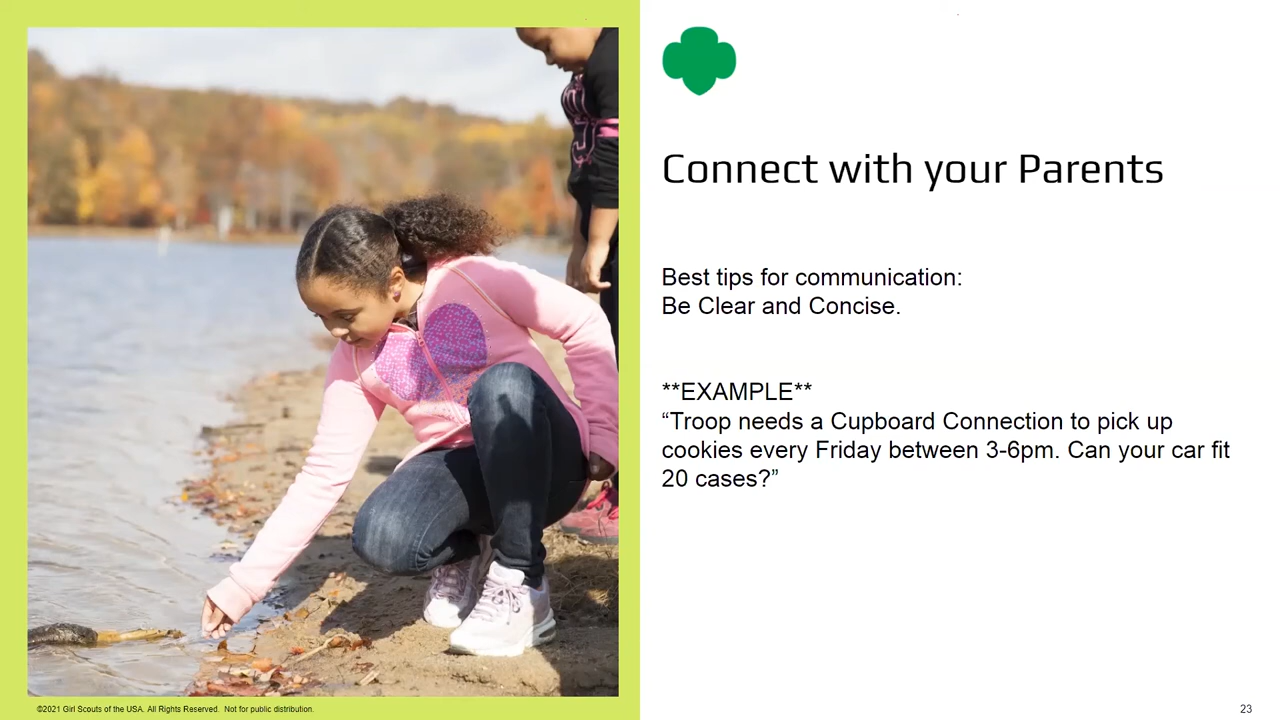 Connect with your Parents
Best tips for communication:
Be Clear and Concise.
**EXAMPLE**
“Troop needs a Cupboard Connection to pick up
cookies every Friday between 3-6pm. Can your car fit
20 cases?”
©2021 Girl Scouts of the USA. All Rights Reserved.  Not for public distribution.
23